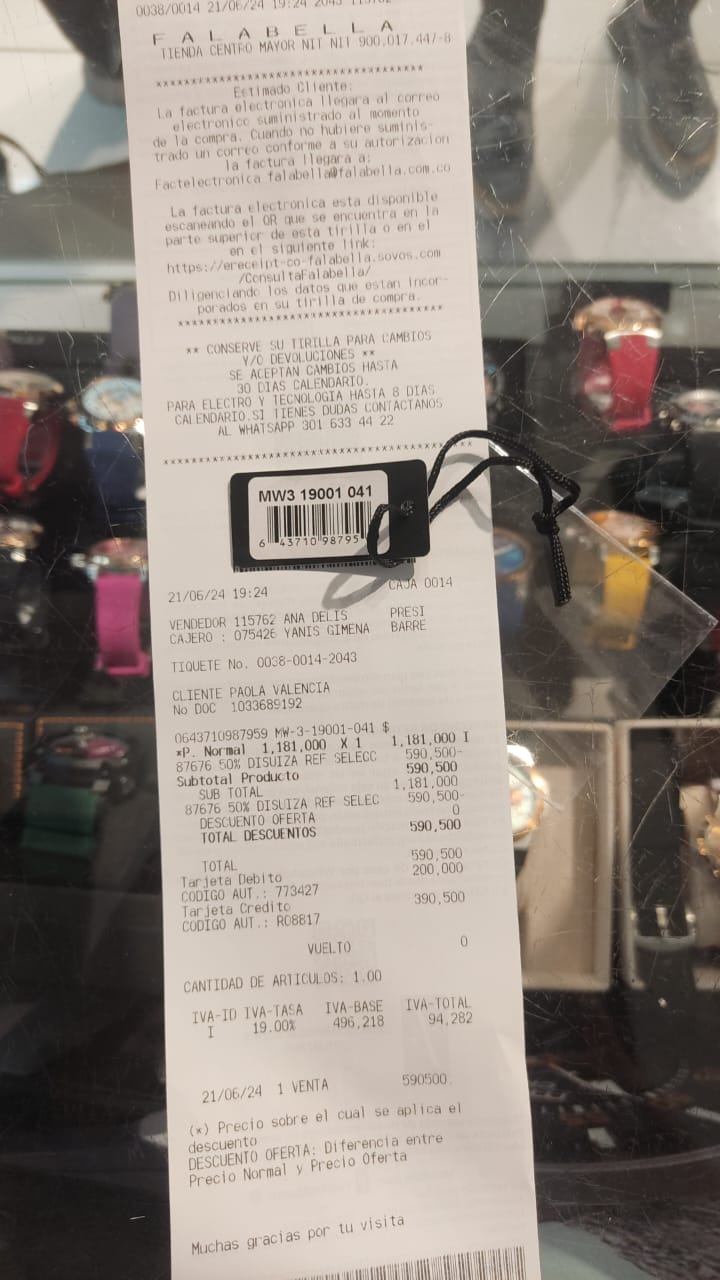 0038/0014 21/06/24 19:24 2043 115762
F A L A B E L L A
TIENDA CENTRO MAYOR NIT NIT 900.017.447-8
****************************************
Estimado Cliente:
La factura electronica llegara al correo
electronico suministrado al momento
de la compra. Cuando no hubiere suminis-
trado un correo conforme a su autorizacion
la factura llegara a:
Factelectronica falabella@falabella.com.co
La factura electronica esta disponible
escaneando el QR que se encuentra en la
parte superior de esta tirilla o en el
en el siguiente link:
https://ereceipt-co-falabella.sovos.com
/ConsultaFalabella/
Diligenciando los datos que estan incor-
porados en su tirilla de compra.
****************************************
** CONSERVE SU TIRILLA PARA CAMBIOS
Y/O DEVOLUCIONES **
SE ACEPTAN CAMBIOS HASTA
30 DIAS CALENDARIO.
PARA ELECTRO Y TECNOLOGIA HASTA 8 DIAS
CALENDARIO.SI TIENES DUDAS CONTACTANOS
AL WHATSAPP 301 633 44 22
****************************************
MW3 19001 041
6 43710 98795
21/06/24 19:24 CAJA 0014
VENDEDOR 115762 ANA DELIS PRESI
CAJERO : 075426 YANIS GIMENA BARRE
TIQUETE No. 0038-0014-2043
CLIENTE PAOLA VALENCIA
No DOC 1033689192
0643710987959 MW-3-19001-041 $
*P. Normal 1,181,000 X 1 1,181,000 I
87676 50% DISUIZA REF SELECC 590,500-
Subtotal Producto 590,500
SUB TOTAL 1,181,000
87676 50% DISUIZA REF SELEC 590,500-
DESCUENTO OFERTA 0
TOTAL DESCUENTOS 590,500
TOTAL 590,500
Tarjeta Debito 200,000
CODIGO AUT.: 773427
Tarjeta Credito 390,500
CODIGO AUT.: R08817
VUELTO 0
CANTIDAD DE ARTICULOS: 1.00
IVA-ID IVA-TASA IVA-BASE IVA-TOTAL
I 19.00% 496,218 94,282
21/06/24 1 VENTA 590500.
(*) Precio sobre el cual se aplica el
descuento
DESCUENTO OFERTA: Diferencia entre
Precio Normal y Precio Oferta
Muchas gracias por tu visita